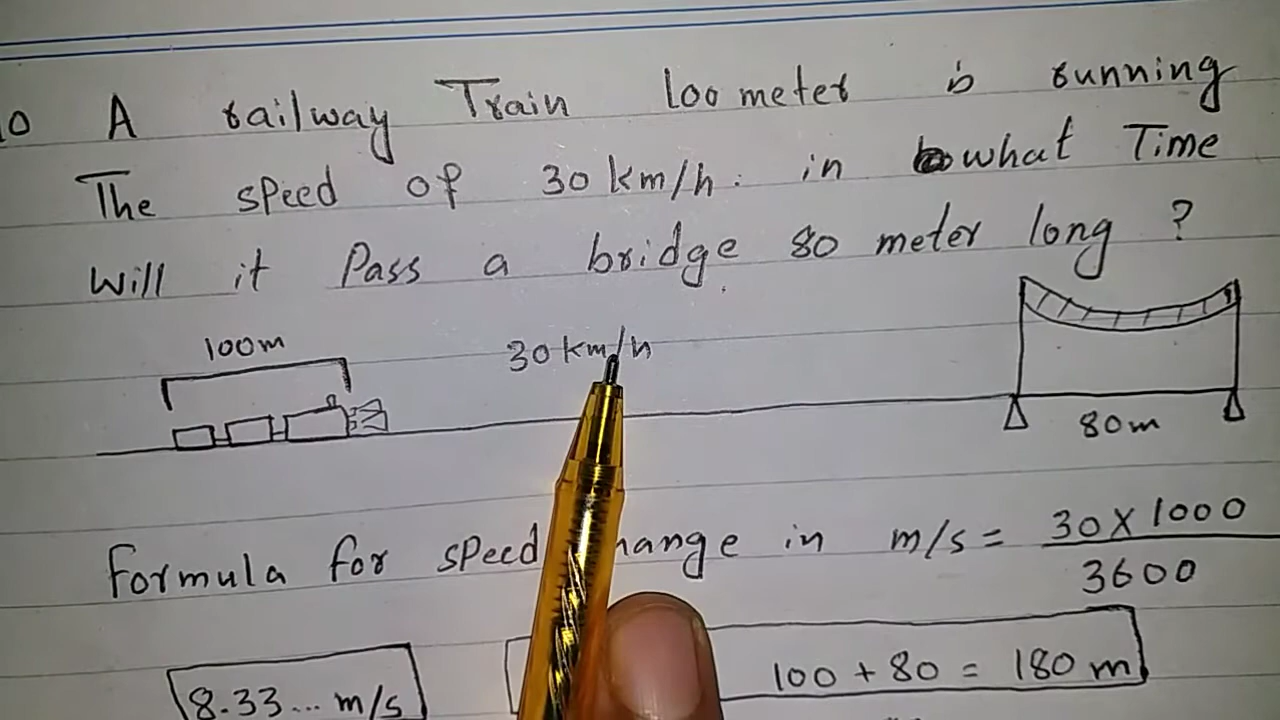 10 A railway Train 100 meter is running
The speed of 30 km/h. in what Time
Will it Pass a bridge 80 meter long ?
100m
30 km/h
80m
Formula for speed hange in m/s = 30 X 1000
3600
8.33... m/s 100 + 80 = 180 m